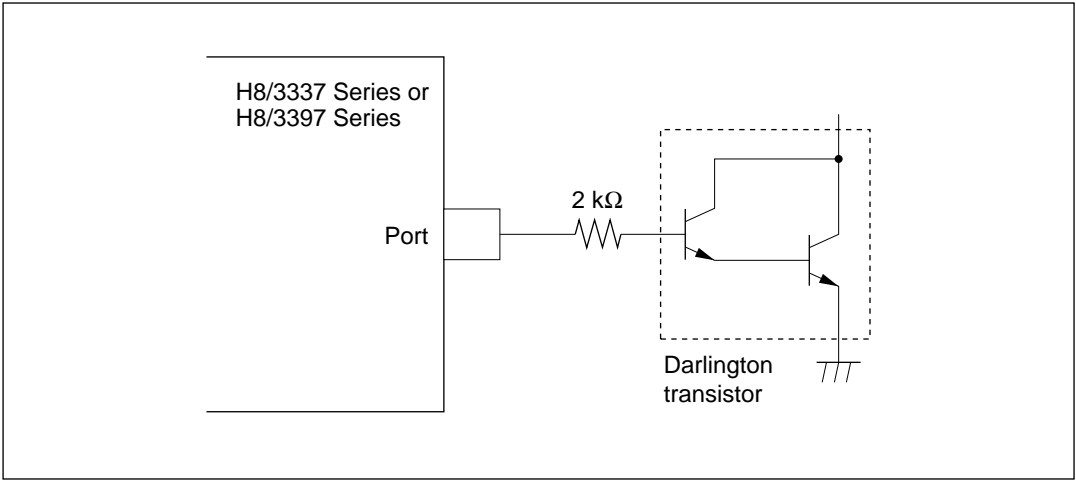 H8/3337 Series or
H8/3397 Series
2 kΩ
Port
Darlington
transistor